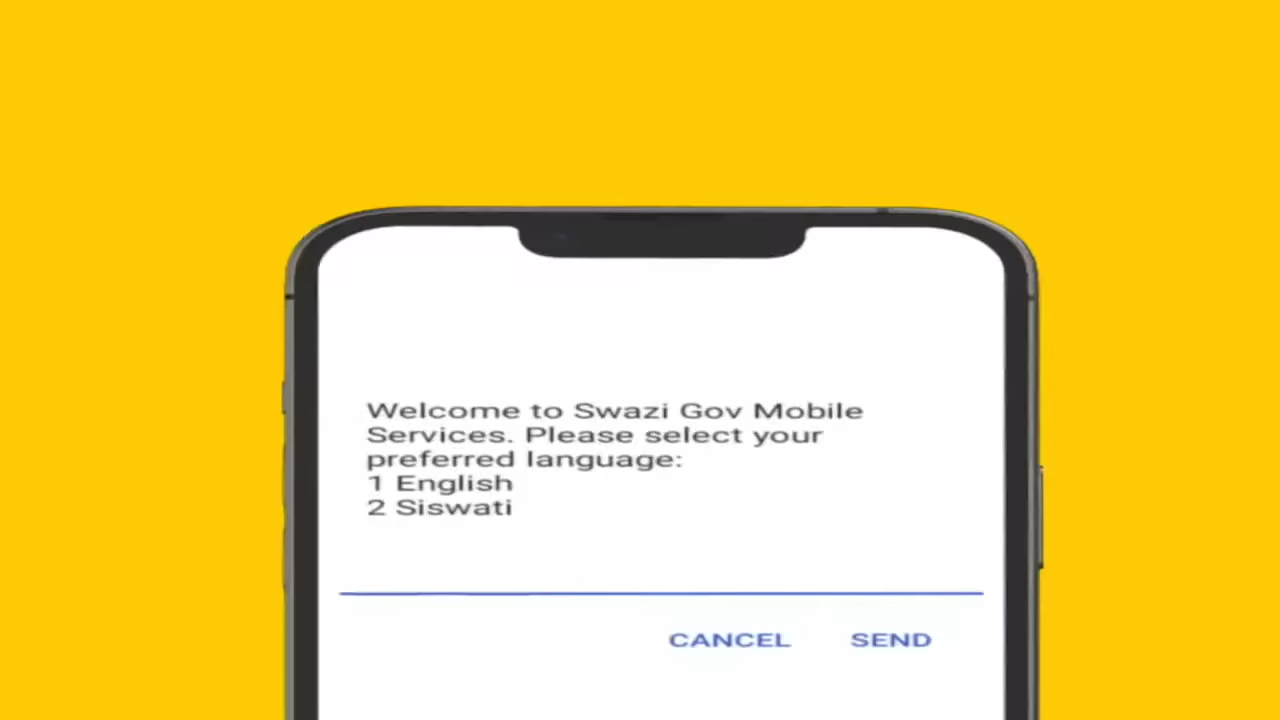 Welcome to Swazi Gov Mobile
Services. Please select your
preferred language:
1 English
2 Siswati
CANCEL SEND